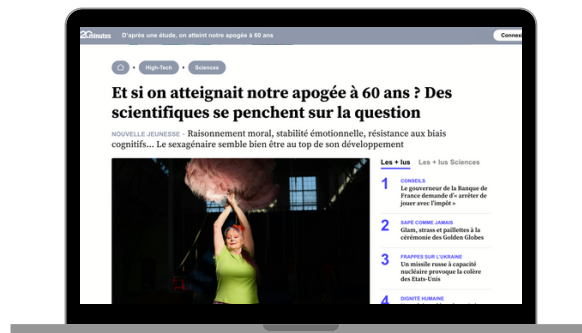 20 minutes
D'après une étude, on atteint notre apogée à 60 ans
Connexi
High-Tech
Sciences
Et si on atteignait notre apogée à 60 ans ? Des
scientifiques se penchent sur la question
NOUVELLE JEUNESSE - Raisonnement moral, stabilité émotionnelle, résistance aux biais
cognitifs... Le sexagénaire semble bien être au top de son développement
Les + lus
Les + lus Sciences
1
CONSEILS
Le gouverneur de la Banque de
France demande d'« arrêter de
jouer avec l'impôt »
2
SAPÉ COMME JAMAIS
Glam, strass et paillettes à la
cérémonie des Golden Globes
3
FRAPPES SUR L'UKRAINE
Un missile russe à capacité
nucléaire provoque la colère
des Etats-Unis
4
DIGNITÉ HUMAINE